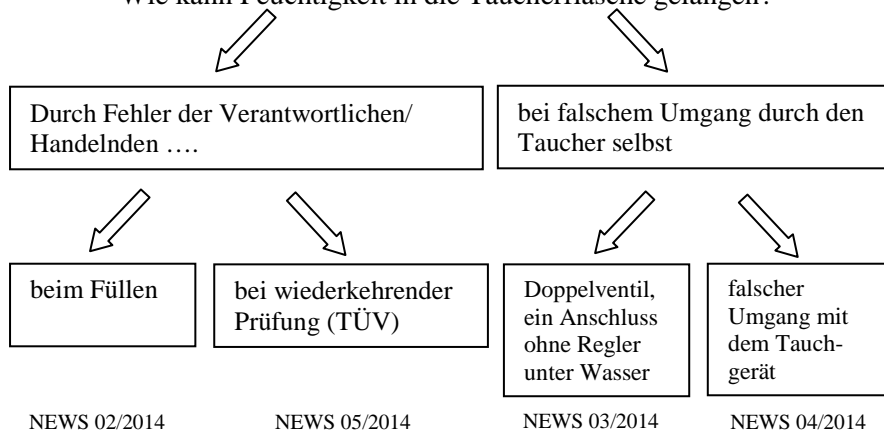 Wie kann Feuchtigkeit in die Taucherflasche gelangen?
Durch Fehler der Verantwortlichen/
Handelnden ….
bei falschem Umgang durch den
Taucher selbst
beim Füllen
bei wiederkehrender
Prüfung (TÜV)
Doppelventil,
ein Anschluss
ohne Regler
unter Wasser
falscher
Umgang mit
dem Tauch-
gerät
NEWS 02/2014
NEWS 05/2014
NEWS 03/2014
NEWS 04/2014